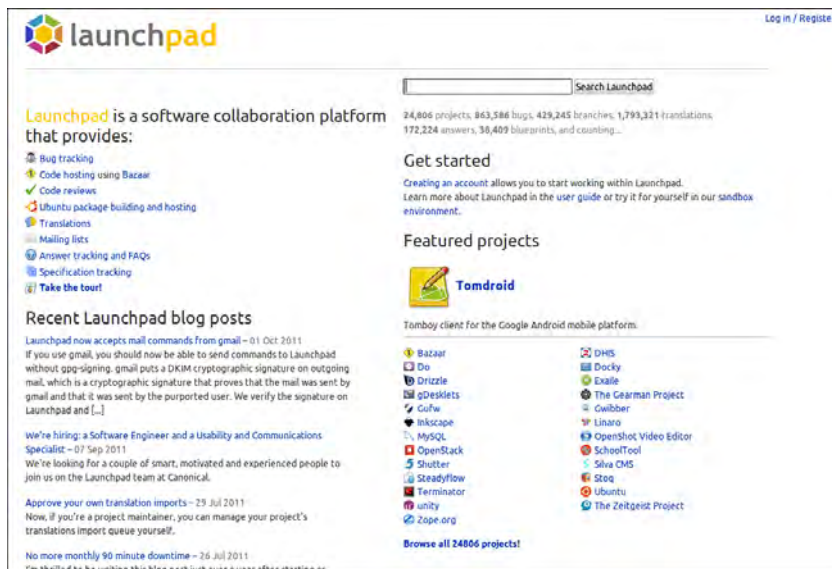 launchpad
Log in / Registe
Search Launchpad
Launchpad is a software collaboration platform
that provides:
Bug tracking
Code hosting using Bazaar
Code reviews
Ubuntu package building and hosting
Translations
Mailing lists
Answer tracking and FAQs
Specification tracking
Take the tour!
Recent Launchpad blog posts
Launchpad now accepts mail commands from gmail – 01 Oct 2011
If you use gmail, you should now be able to send commands to Launchpad
without gpg-signing. gmail puts a DKIM cryptographic signature on outgoing
mail, which is a cryptographic signature that proves that the mail was sent by
gmail and that it was sent by the purported user. We verify the signature on
Launchpad and [...]
We're hiring: a Software Engineer and a Usability and Communications
Specialist – 07 Sep 2011
We're looking for a couple of smart, motivated and experienced people to
join us on the Launchpad team at Canonical.
Approve your own translation imports – 29 Jul 2011
Now, if you're a project maintainer, you can manage your project's
translations import queue yourself.
No more monthly 90 minute downtime – 26 Jul 2011
24,806 projects, 863,586 bugs, 429,245 branches, 1,793,321 translations,
172,224 answers, 36,409 blueprints, and counting...
Get started
Creating an account allows you to start working within Launchpad.
Learn more about Launchpad in the user guide or try it for yourself in our sandbox
environment.
Featured projects
Tomdroid
Tomboy client for the Google Android mobile platform.
Bazaar
Do
Drizzle
gDesklets
Gufw
Inkscape
MySQL
OpenStack
Shutter
Steadyflow
Terminator
unity
Zope.org
DHIS
Docky
Exaile
The Gearman Project
Gwibber
Linaro
OpenShot Video Editor
SchoolTool
Silva CMS
Stoq
Ubuntu
The Zeitgeist Project
Browse all 24806 projects!